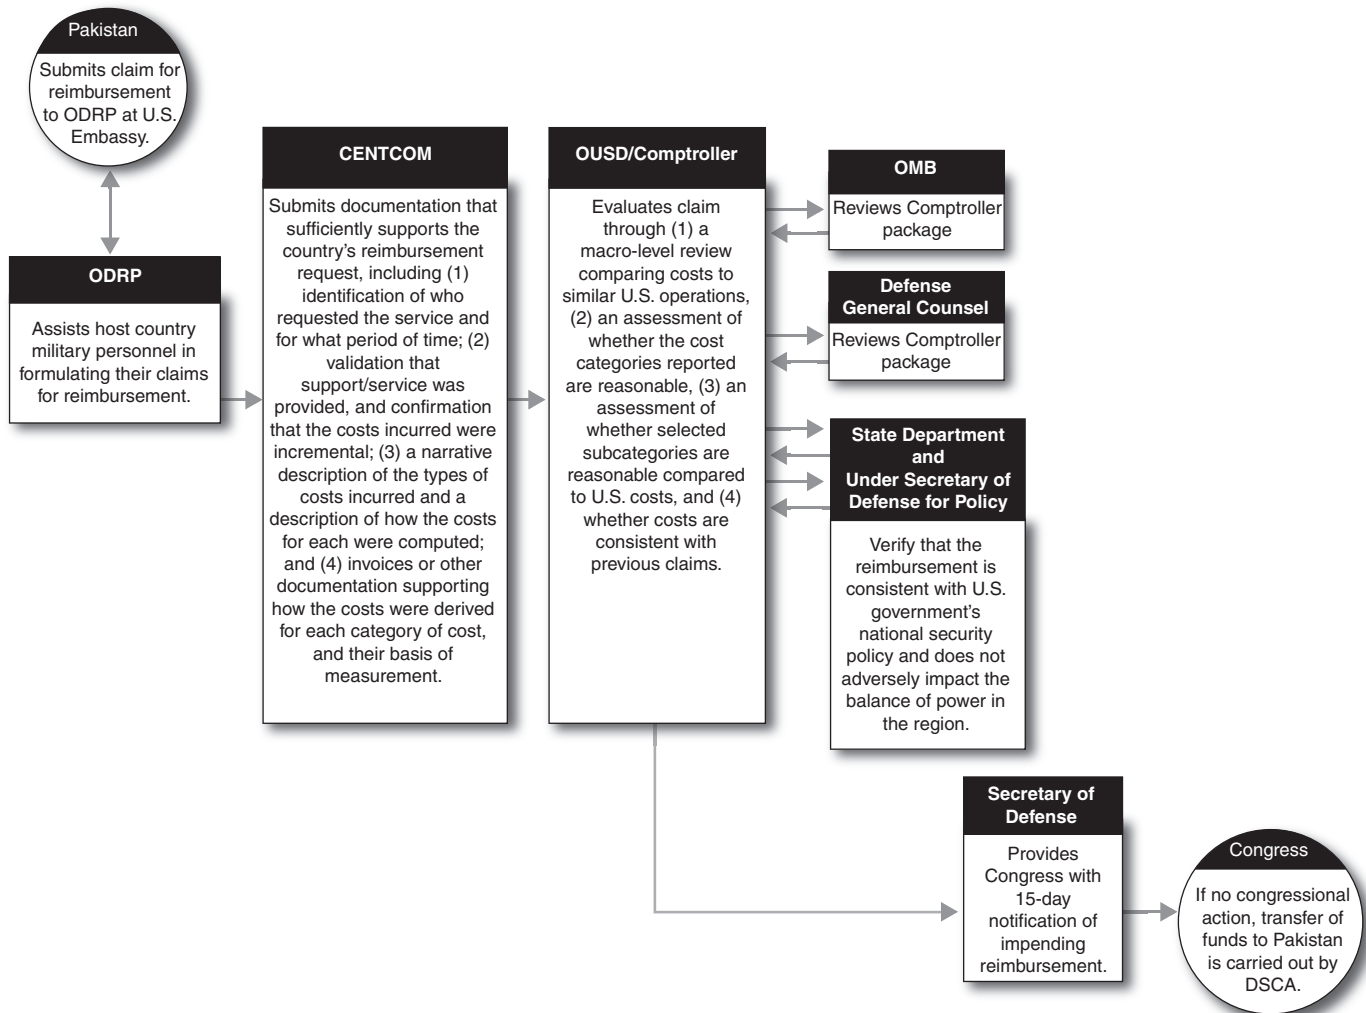 Pakistan
Submits claim for
reimbursement
to ODRP at U.S.
Embassy.
ODRP
Assists host country
military personnel in
formulating their claims
for reimbursement.
CENTCOM
Submits documentation that
sufficiently supports the
country’s reimbursement
request, including (1)
identification of who
requested the service and
for what period of time; (2)
validation that
support/service was
provided, and confirmation
that the costs incurred were
incremental; (3) a narrative
description of the types of
costs incurred and a
description of how the costs
for each were computed;
and (4) invoices or other
documentation supporting
how the costs were derived
for each category of cost,
and their basis of
measurement.
OUSD/Comptroller
Evaluates claim
through (1) a
macro-level review
comparing costs to
similar U.S. operations,
(2) an assessment of
whether the cost
categories reported
are reasonable, (3) an
assessment of
whether selected
subcategories are
reasonable compared
to U.S. costs, and (4)
whether costs are
consistent with
previous claims.
OMB
Reviews Comptroller
package
Defense
General Counsel
Reviews Comptroller
package
State Department
and
Under Secretary of
Defense for Policy
Verify that the
reimbursement is
consistent with U.S.
government’s
national security
policy and does not
adversely impact the
balance of power in
the region.
Secretary of
Defense
Provides
Congress with
15-day
notification of
impending
reimbursement.
Congress
If no congressional
action, transfer of
funds to Pakistan
is carried out by
DSCA.